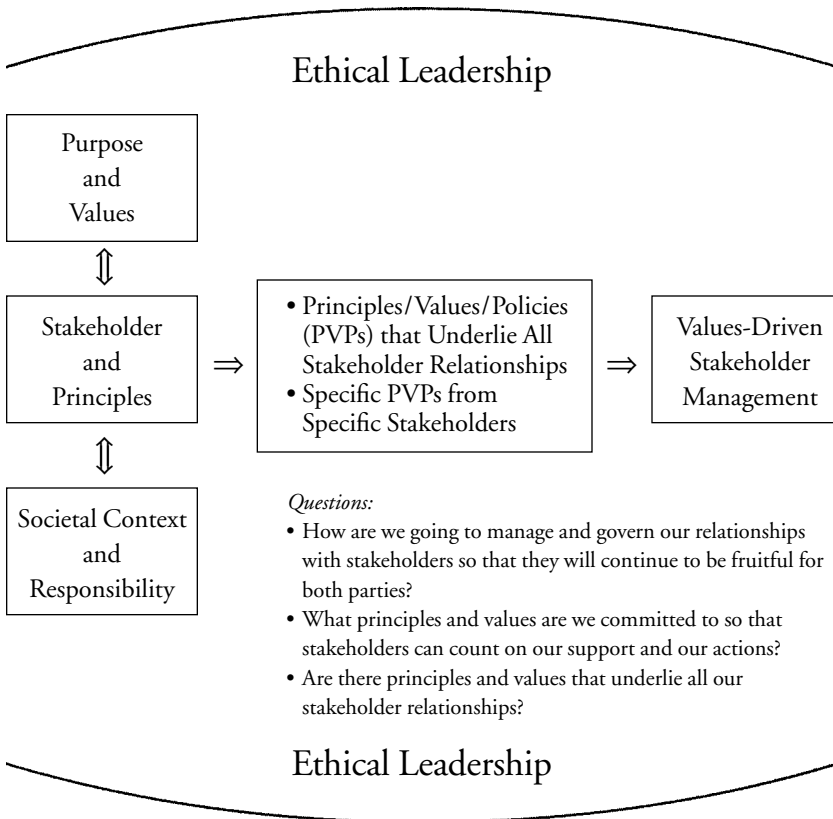 Ethical Leadership
Purpose
and
Values
⇕
Stakeholder
and
Principles
⇕
Societal Context
and
Responsibility
⇒
• Principles/Values/Policies
(PVPs) that Underlie All
Stakeholder Relationships
• Specific PVPs from
Specific Stakeholders
⇒
Values-Driven
Stakeholder
Management
Questions:
• How are we going to manage and govern our relationships
with stakeholders so that they will continue to be fruitful for
both parties?
• What principles and values are we committed to so that
stakeholders can count on our support and our actions?
• Are there principles and values that underlie all our
stakeholder relationships?
Ethical Leadership